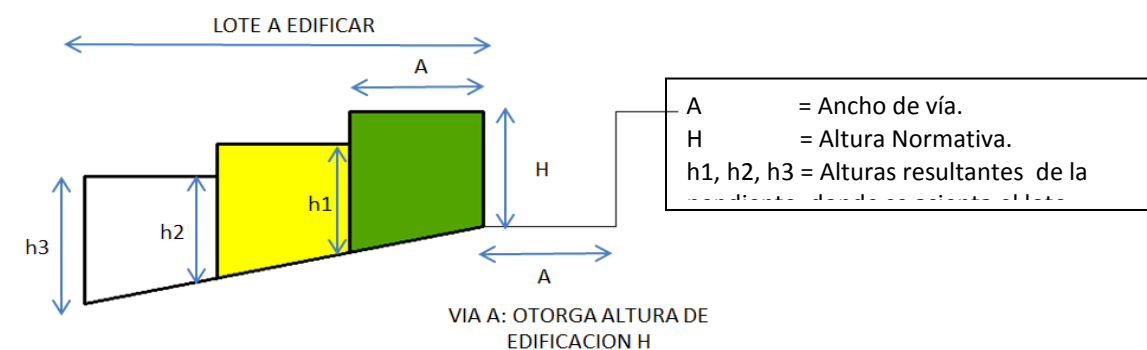 LOTE A EDIFICAR
A
A = Ancho de vía.
H = Altura Normativa.
h1, h2, h3 = Alturas resultantes de la
H
h1
h2
h3
A
VIA A: OTORGA ALTURA DE
EDIFICACION H